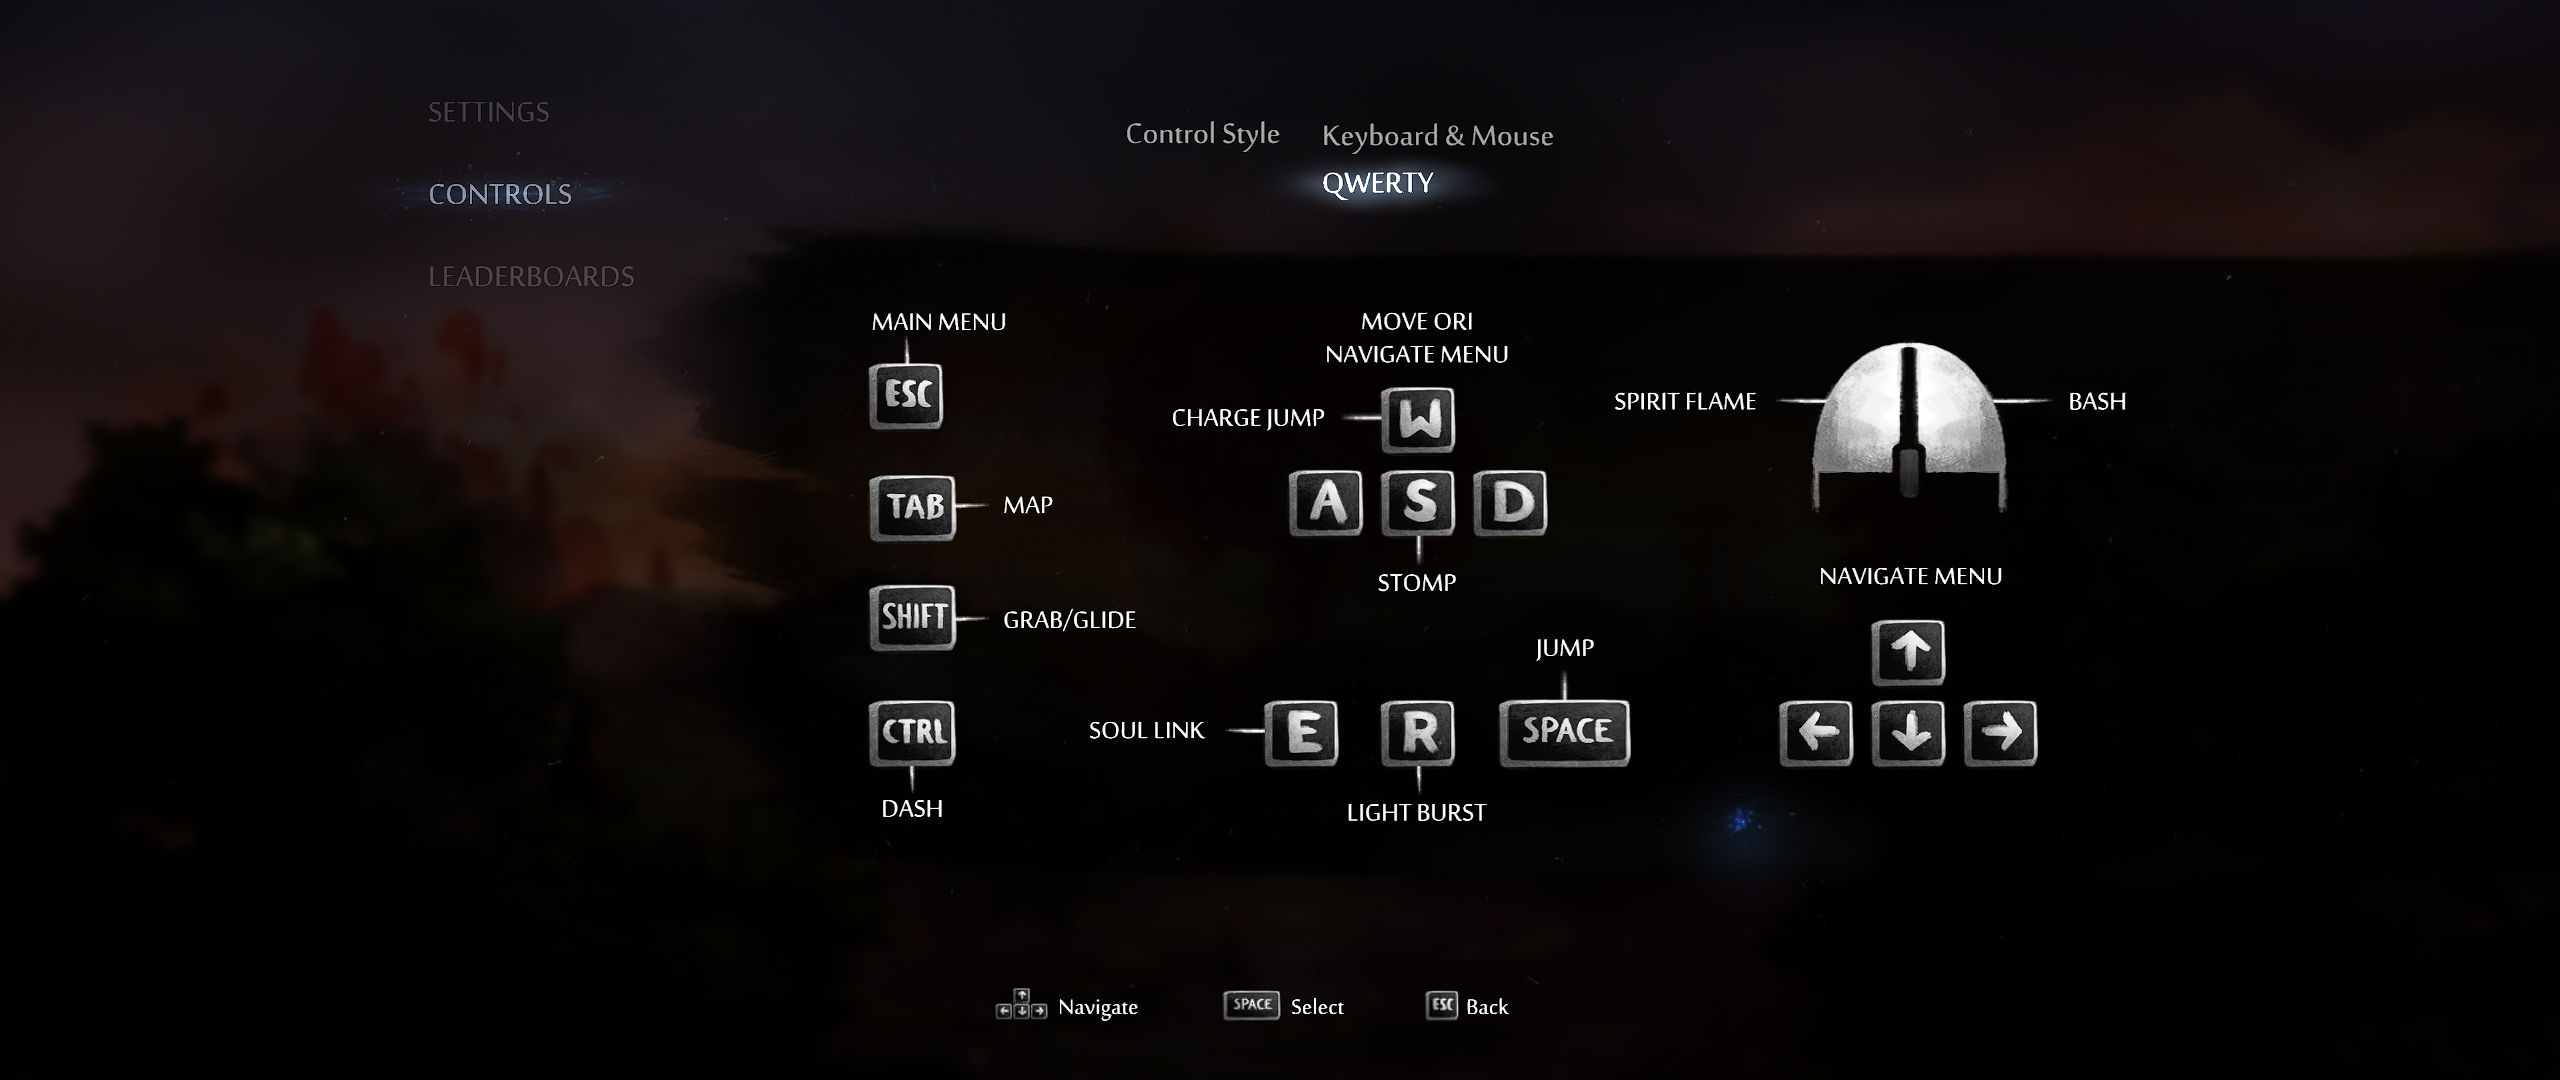 SETTINGS
CONTROLS
LEADERBOARDS
Control Style
Keyboard & Mouse
QWERTY
MAIN MENU
ESC
TAB
MAP
SHIFT
GRAB/GLIDE
CTRL
DASH
MOVE ORI
NAVIGATE MENU
CHARGE JUMP
W
A S D
STOMP
SOUL LINK
E
R
LIGHT BURST
JUMP
SPACE
SPIRIT FLAME
BASH
NAVIGATE MENU
Navigate
SPACE Select
ESC Back